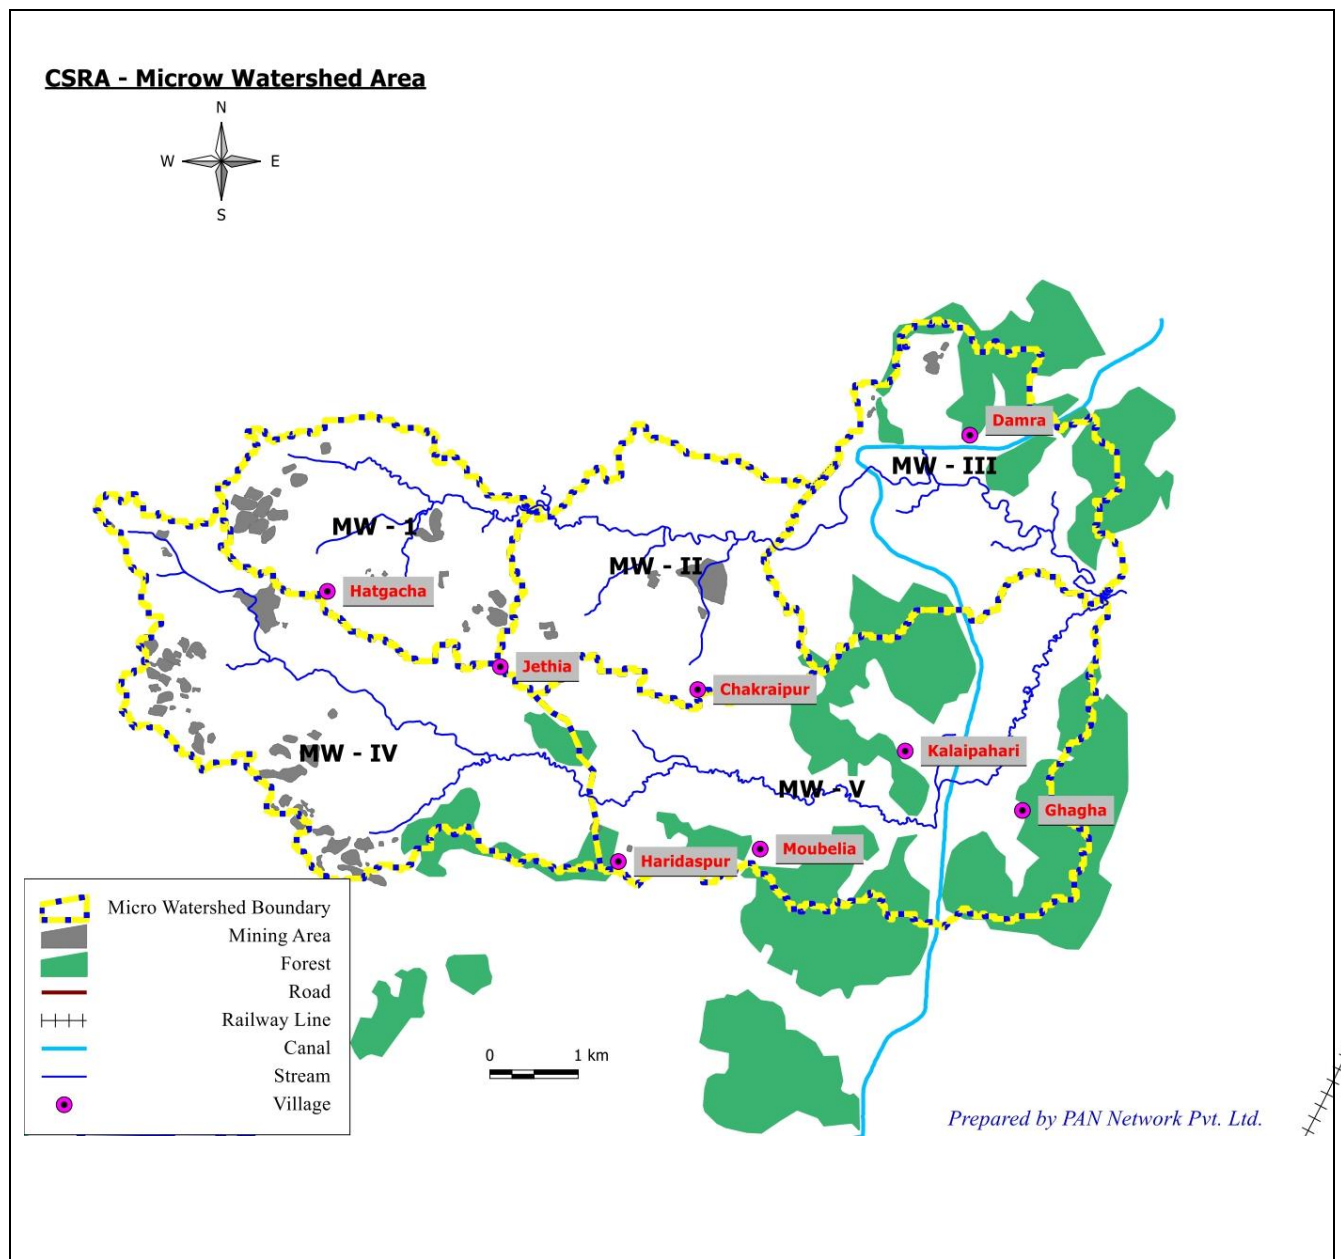 CSRA - Microw Watershed Area
N
W
E
S
Damra
MW - III
MW - 1
MW - II
Hatgacha
Jethia
Chakraipur
MW - IV
Kalaipahari
MW - V
Ghagha
Moubelia
Haridaspur
Micro Watershed Boundary
Mining Area
Forest
Road
Railway Line
Canal
Stream
Village
0 1 km
Prepared by PAN Network Pvt. Ltd.